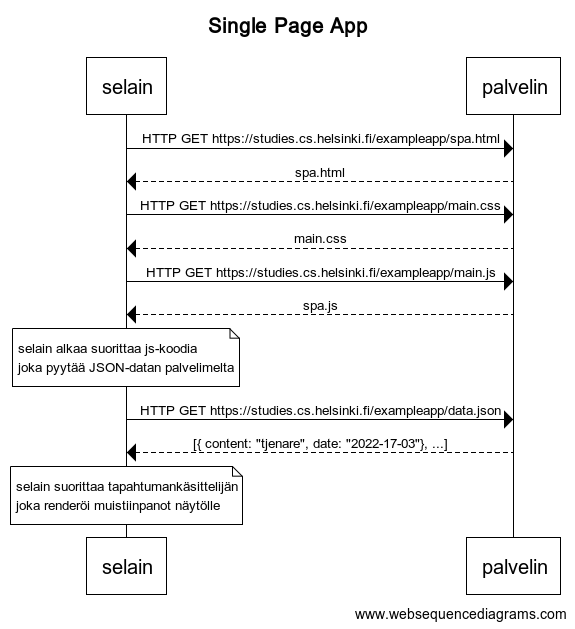 Single Page App
selain
palvelin
HTTP GET https://studies.cs.helsinki.fi/exampleapp/spa.html
spa.html
HTTP GET https://studies.cs.helsinki.fi/exampleapp/main.css
main.css
HTTP GET https://studies.cs.helsinki.fi/exampleapp/main.js
spa.js
selain alkaa suorittaa js-koodia
joka pyytää JSON-datan palvelimelta
HTTP GET https://studies.cs.helsinki.fi/exampleapp/data.json
[{ content: "tjenare", date: "2022-17-03"}, ...]
selain suorittaa tapahtumankäsittelijän
joka renderöi muistiinpanot näytölle
selain
palvelin
www.websequencediagrams.com